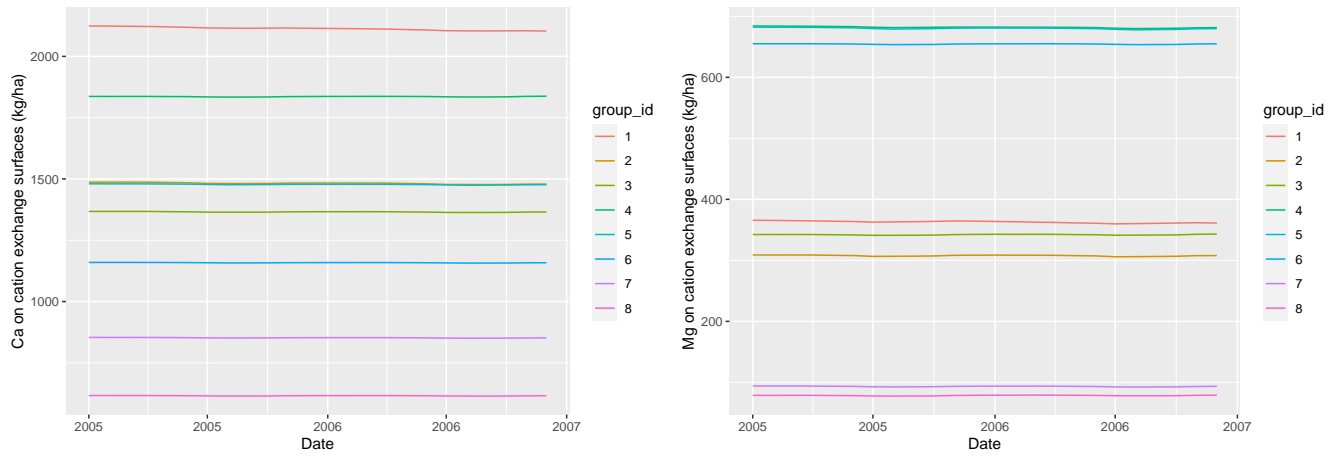 Ca on cation exchange surfaces (kg/ha)
2000
1500
1000
2005 2005 2006 2006 2007
Date
group_id
1
2
3
4
5
6
7
8
Mg on cation exchange surfaces (kg/ha)
600
400
200
2005 2005 2006 2006 2007
Date
group_id
1
2
3
4
5
6
7
8